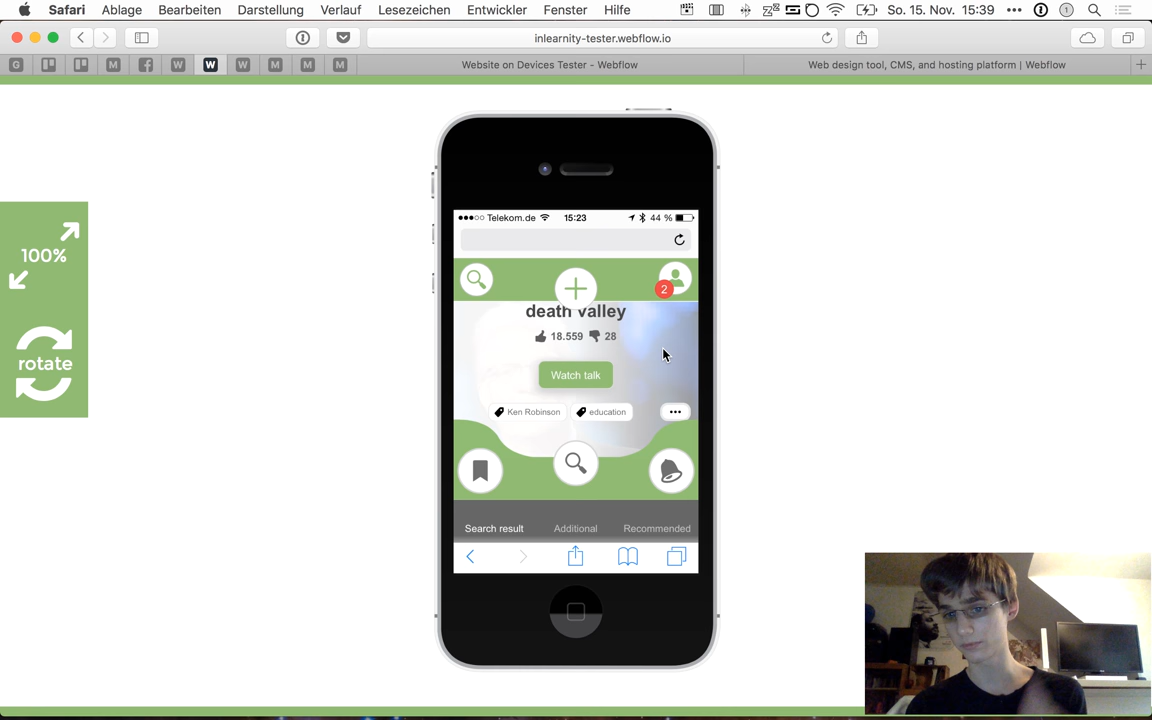 Safari Ablage Bearbeiten Darstellung Verlauf Lesezeichen Entwickler Fenster Hilfe 1 So. 15. Nov. 15:39
inlearnity-tester.webflow.io
G M W W W M M M Website on Devices Tester - Webflow Web design tool, CMS, and hosting platform | Webflow
100%
rotate
Telekom.de 15:23 44 %
2
death valley
18.559 28
Watch talk
Ken Robinson education
Search result Additional Recommended